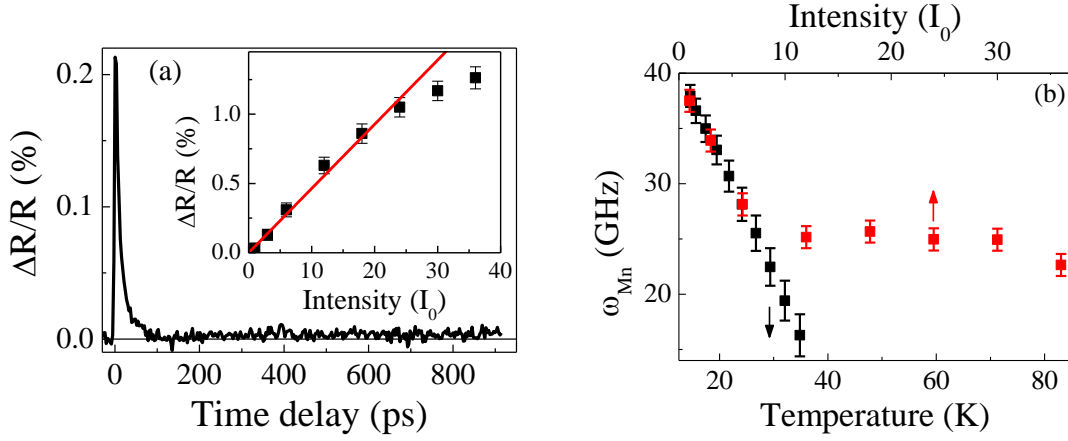 (a)
0.2
0.1
0.0
ΔR/R (%)
0 200 400 600 800
Time delay (ps)
1.0
0.5
0.0
ΔR/R (%)
0 10 20 30 40
Intensity (I0)
Intensity (I0)
0 10 20 30
(b)
40
30
20
ωMn (GHz)
20 40 60 80
Temperature (K)